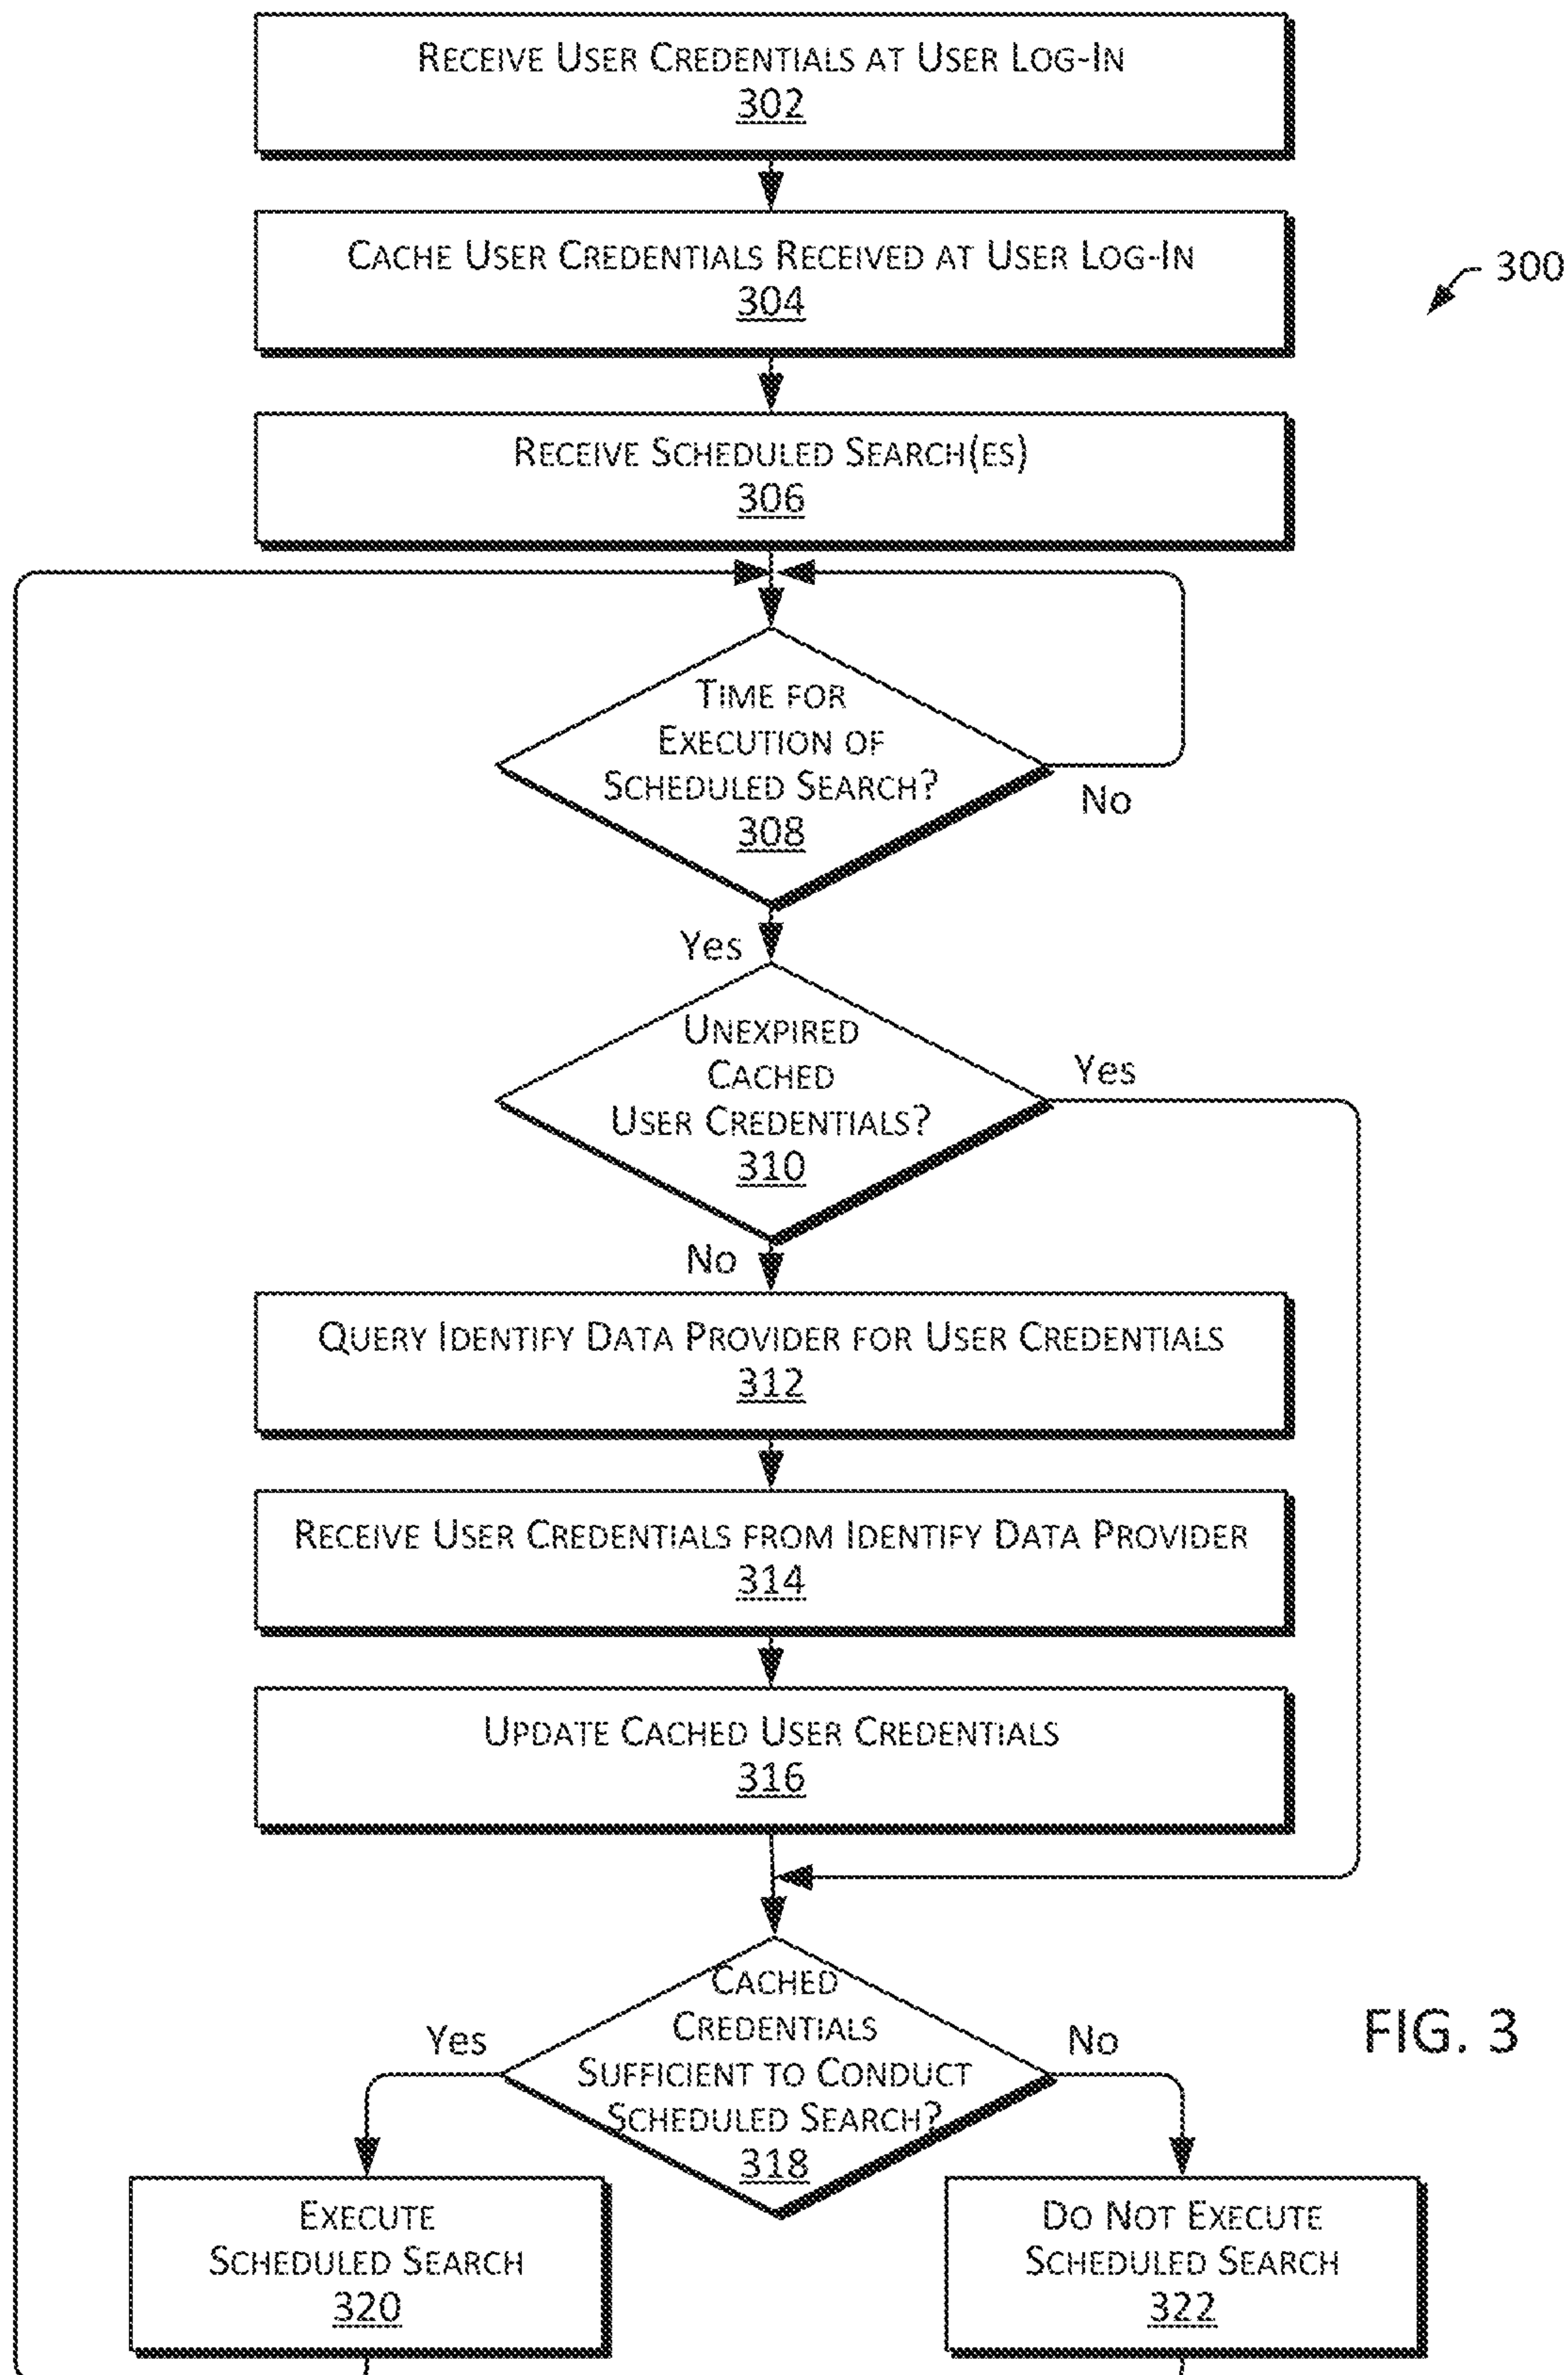 RECEIVE USER CREDENTIALS AT USER LOG-IN
302
CACHE USER CREDENTIALS RECEIVED AT USER LOG-IN
304
300
RECEIVE SCHEDULED SEARCH(ES)
306
TIME FOR
EXECUTION OF
SCHEDULED SEARCH?
308
No
Yes
UNEXPIRED
CACHED
USER CREDENTIALS?
310
Yes
No
QUERY IDENTIFY DATA PROVIDER FOR USER CREDENTIALS
312
RECEIVE USER CREDENTIALS FROM IDENTIFY DATA PROVIDER
314
UPDATE CACHED USER CREDENTIALS
316
CACHED
CREDENTIALS
SUFFICIENT TO CONDUCT
SCHEDULED SEARCH?
318
Yes
No
FIG. 3
EXECUTE
SCHEDULED SEARCH
320
DO NOT EXECUTE
SCHEDULED SEARCH
322